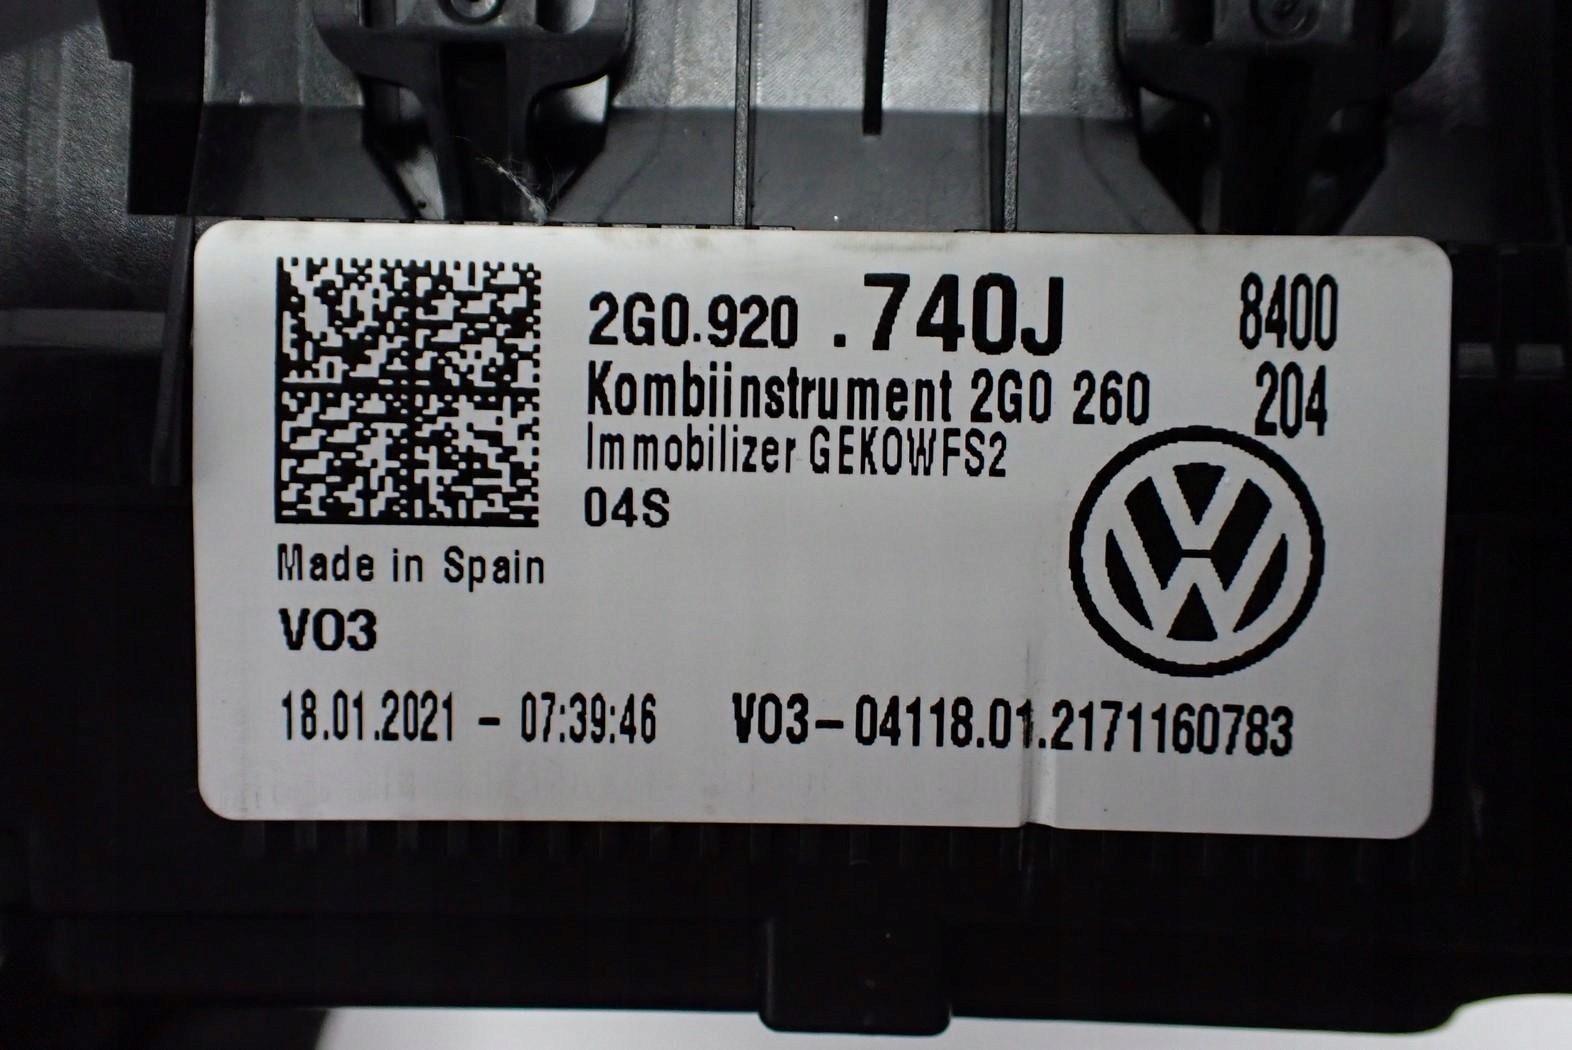 2G0.920 .740J 8400
Kombiinstrument 2G0 260 204
Immobilizer GEKOWFS2
04S
Made in Spain
V03
18.01.2021 - 07:39:46 V03-04118.01.2171160783